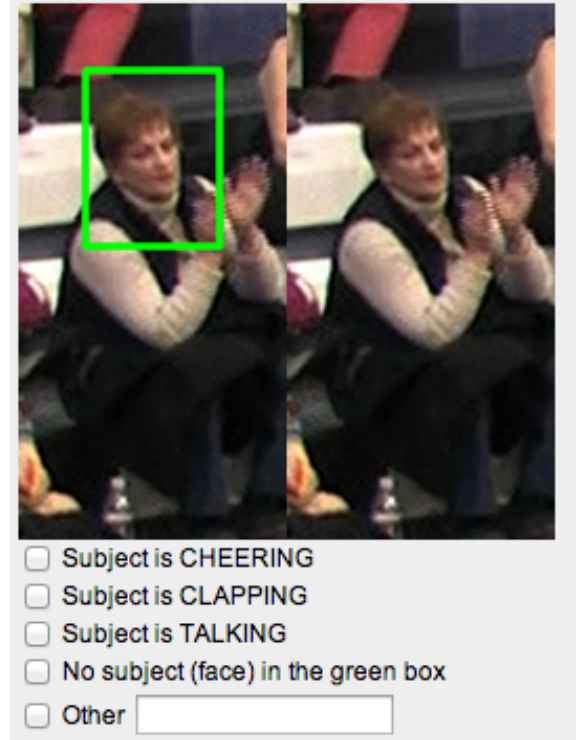 Subject is CHEERING
Subject is CLAPPING
Subject is TALKING
No subject (face) in the green box
Other